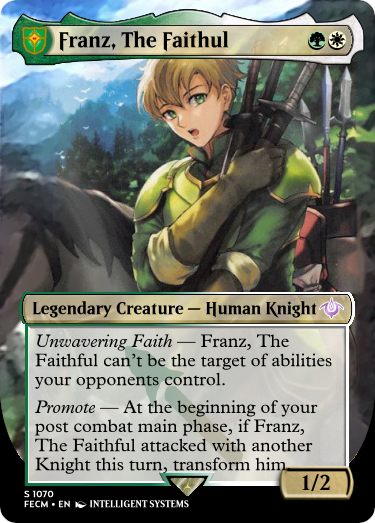 Franz, The Faithul
Legendary Creature — Human Knight
Unwavering Faith — Franz, The
Faithful can't be the target of abilities
your opponents control.
Promote — At the beginning of your
post combat main phase, if Franz,
The Faithful attacked with another
Knight this turn, transform him.
1/2
S 1070
FECM • EN INTELLIGENT SYSTEMS